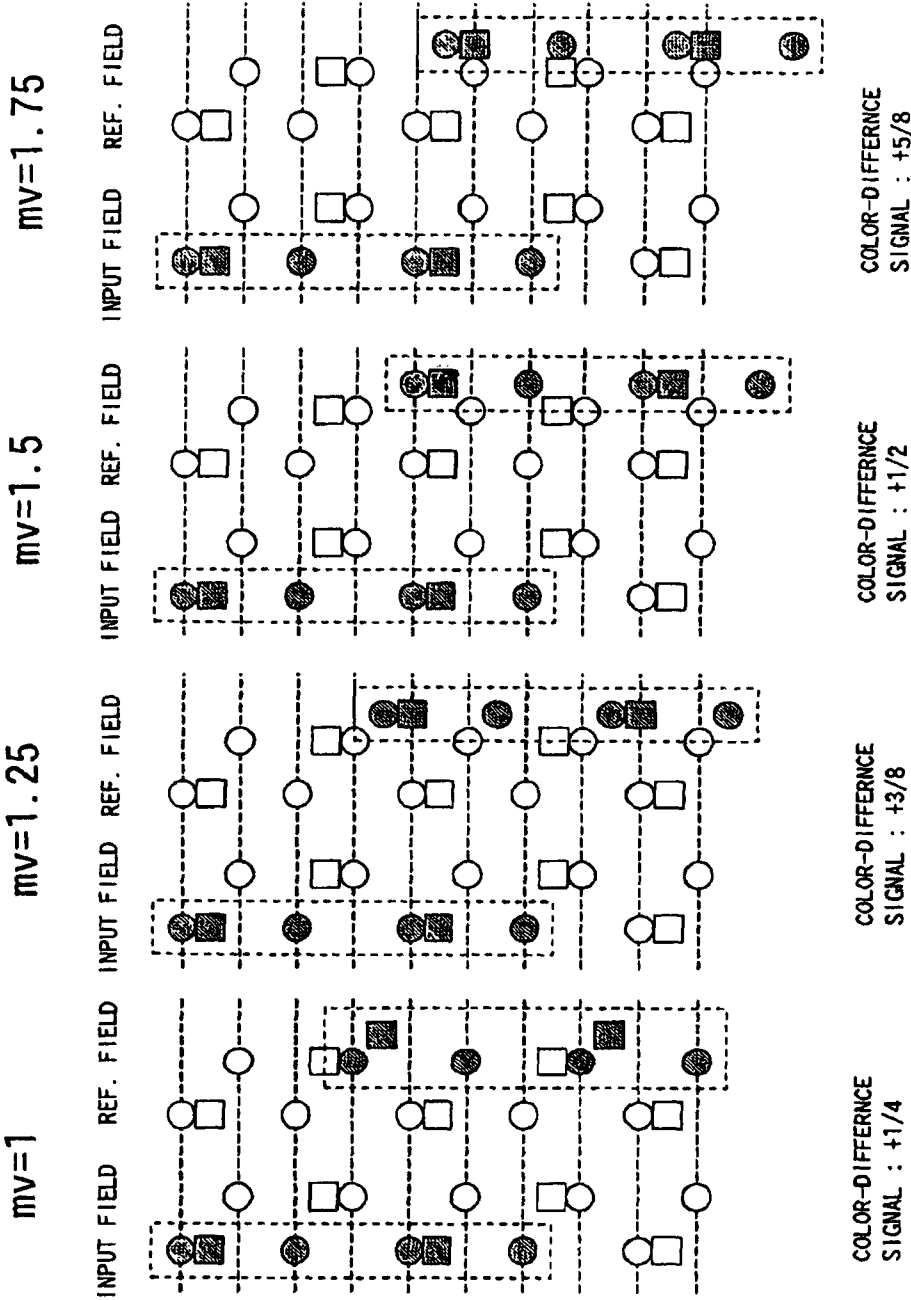 mv=1
INPUT FIELD REF. FIELD
COLOR-DIFFERNCE
SIGNAL : +1/4
mv=1.25
INPUT FIELD REF. FIELD
COLOR-DIFFERNCE
SIGNAL : +3/8
mv=1.5
INPUT FIELD REF. FIELD
COLOR-DIFFERNCE
SIGNAL : +1/2
mv=1.75
INPUT FIELD REF. FIELD
COLOR-DIFFERNCE
SIGNAL : +5/8